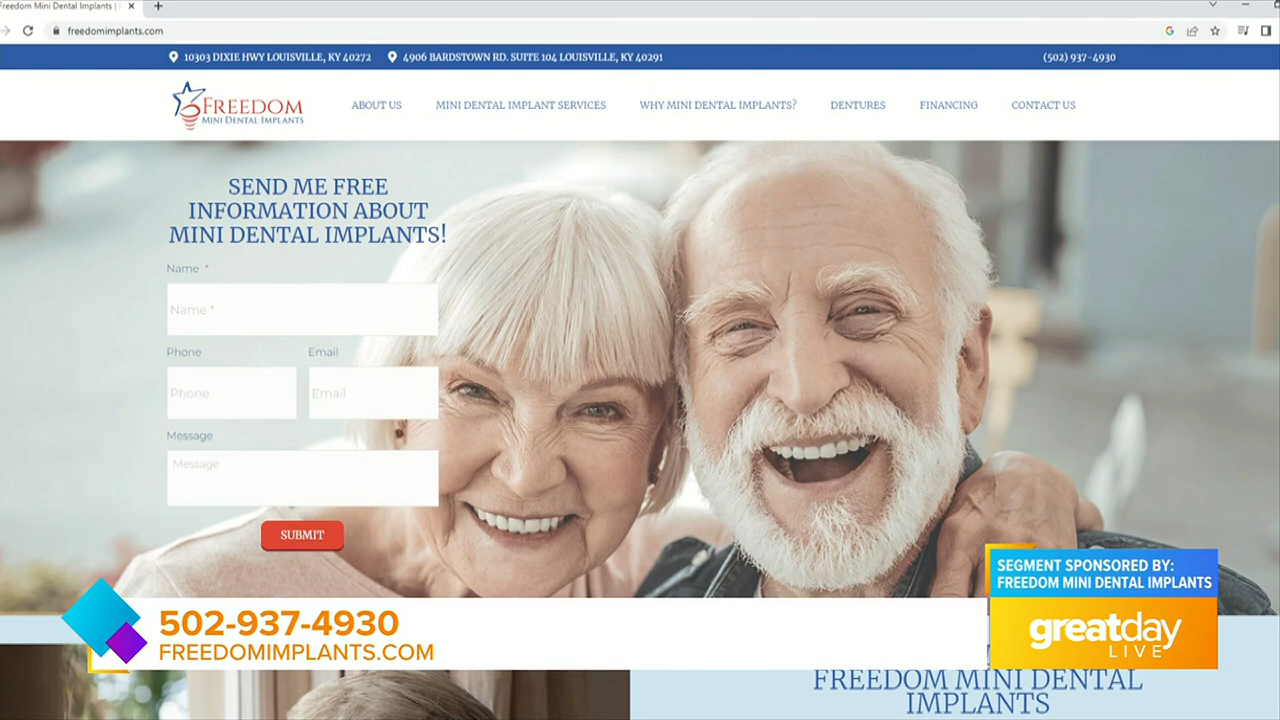 Freedom Mini Dental Implants |
freedomimplants.com
10303 DIXIE HWY LOUISVILLE, KY 40272 4906 BARDSTOWN RD. SUITE 104 LOUISVILLE, KY 40291 (502) 937-4930
FREEDOM
MINI DENTAL IMPLANTS
ABOUT US MINI DENTAL IMPLANT SERVICES WHY MINI DENTAL IMPLANTS? DENTURES FINANCING CONTACT US
SEND ME FREE
INFORMATION ABOUT
MINI DENTAL IMPLANTS!
Name *
Name *
Phone Email
Phone Email
Message
Message
SUBMIT
SEGMENT SPONSORED BY:
FREEDOM MINI DENTAL IMPLANTS
502-937-4930
FREEDOMIMPLANTS.COM
greatday
LIVE
FREEDOM MINI DENTAL
IMPLANTS